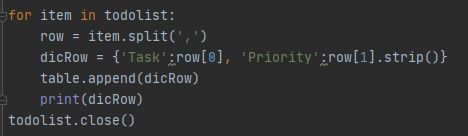 for item in todolist:
    row = item.split(',')
    dicRow = {'Task':row[0], 'Priority':row[1].strip()}
    table.append(dicRow)
    print(dicRow)
todolist.close()